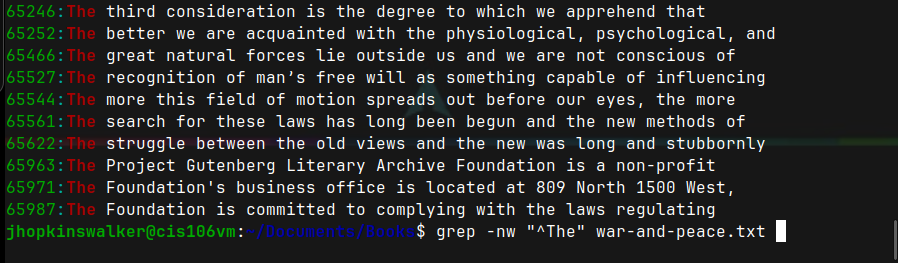 65246:The third consideration is the degree to which we apprehend that
65252:The better we are acquainted with the physiological, psychological, and
65466:The great natural forces lie outside us and we are not conscious of
65527:The recognition of man’s free will as something capable of influencing
65544:The more this field of motion spreads out before our eyes, the more
65561:The search for these laws has long been begun and the new methods of
65622:The struggle between the old views and the new was long and stubbornly
65963:The Project Gutenberg Literary Archive Foundation is a non-profit
65971:The Foundation's business office is located at 809 North 1500 West,
65987:The Foundation is committed to complying with the laws regulating
jhopkinswalker@cis106vm:~/Documents/Books$ grep -nw "^The" war-and-peace.txt